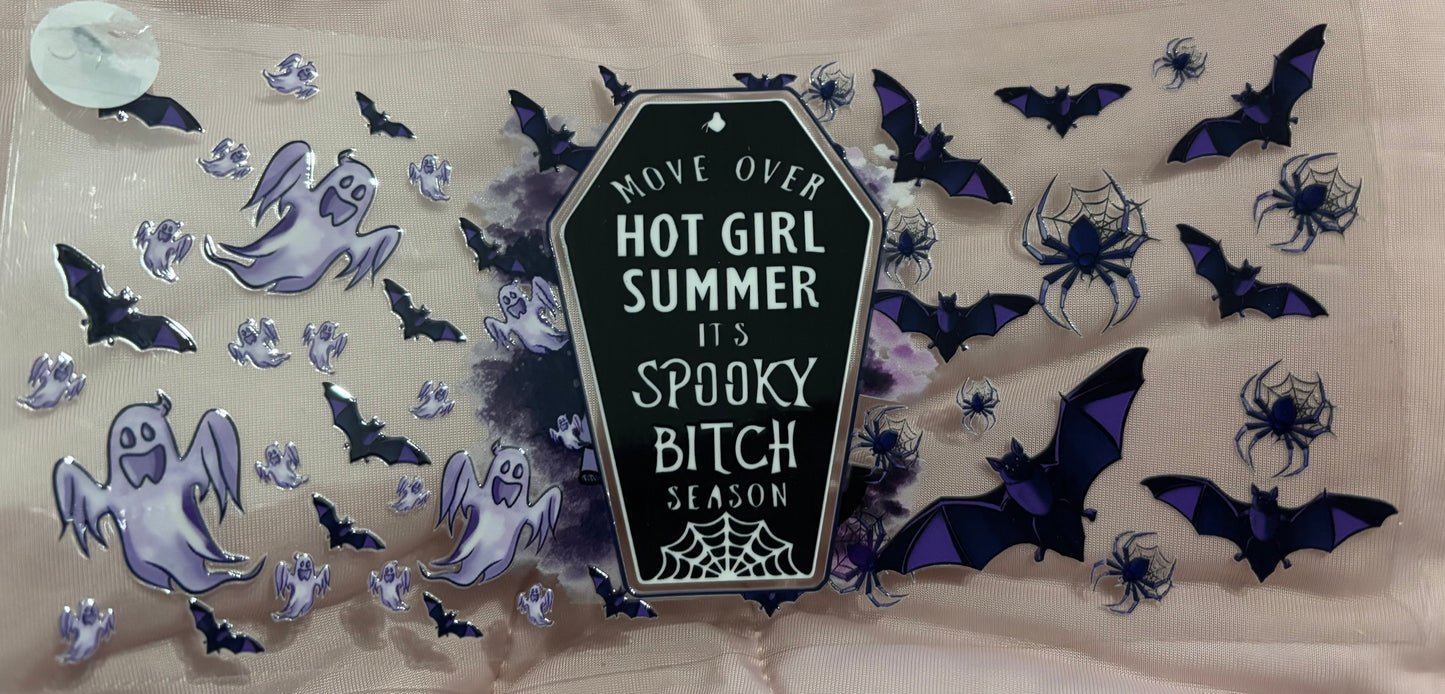 MOVE OVER
HOT GIRL
SUMMER
ITS
SPOOKY
BITCH
SEASON